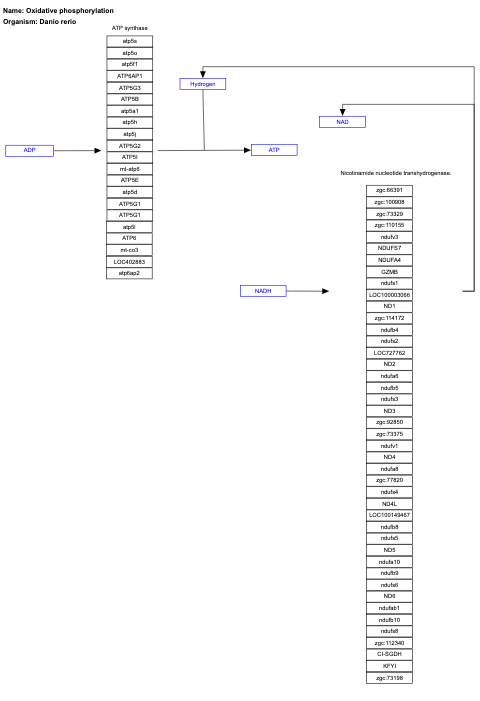 Name: Oxidative phosphorylation
Organism: Danio rerio
ATP synthase
atp5s
atp5o
atp5f1
ATP6AP1
ATP5G3
ATP5B
atp5a1
atp5h
atp5j
ATP5G2
ATP5I
mt-atp6
ATP5E
atp5d
ATP5G1
ATP5G1
atp5l
ATP6
mt-co3
LOC402883
atp6ap2
Hydrogen
NAD
ADP
ATP
Nicotinamide nucleotide transhydrogenase.
NADH
zgc:66391
zgc:100908
zgc:73329
zgc:110155
ndufv3
NDUFS7
NDUFA4
GZMB
ndufs1
LOC100003066
ND1
zgc:114172
ndufb4
ndufs2
LOC727762
ND2
ndufa6
ndufb5
ndufs3
ND3
zgc:92850
zgc:73375
ndufv1
ND4
ndufa8
zgc:77820
ndufs4
ND4L
LOC100149467
ndufb8
ndufs5
ND5
ndufa10
ndufb9
ndufs6
ND6
ndufab1
ndufb10
ndufs8
zgc:112340
CI-SGDH
KFYI
zgc:73198